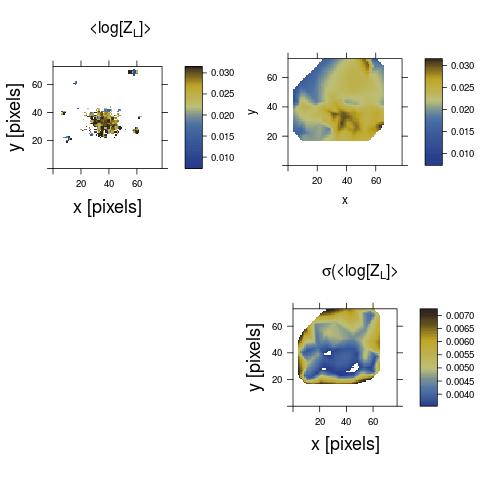 <log[Z_L]>
60
40
20
20 40 60
x [pixels]
y [pixels]
0.030
0.025
0.020
0.015
0.010
60
40
20
20 40 60
x
y
0.030
0.025
0.020
0.015
0.010
σ(<log[Z_L]>
60
40
20
20 40 60
x [pixels]
y [pixels]
0.0070
0.0065
0.0060
0.0055
0.0050
0.0045
0.0040